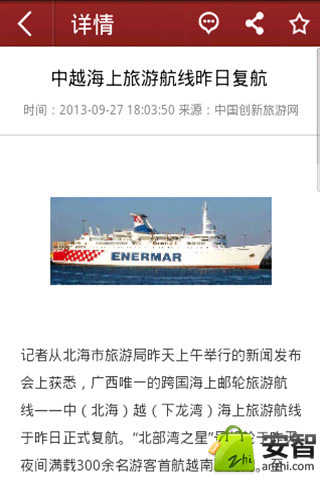 详情
中越海上旅游航线昨日复航
时间：2013-09-27 18:03:50 来源：中国创新旅游网
ENERMAR
记者从北海市旅游局昨天上午举行的新闻发布
会上获悉，广西唯一的跨国海上邮轮旅游航
线——中（北海）越（下龙湾）海上旅游航线
于昨日正式复航。“北部湾之星”
夜间满载300余名游客首航越南
安智
zhi
anzhi.com